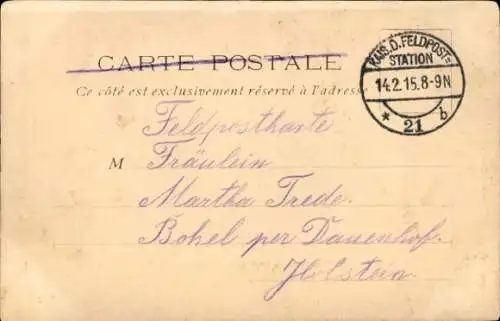 CARTE POSTALE
Ce côté est exclusivement réservé à l'adresse
KAIS. D. FELDPOST=
STATION
14.2.15.8-9N
* 21 b
Feldpostkarte
M Fräulein
Martha Trede.
Bokel per Dauenhof.
Holstein.